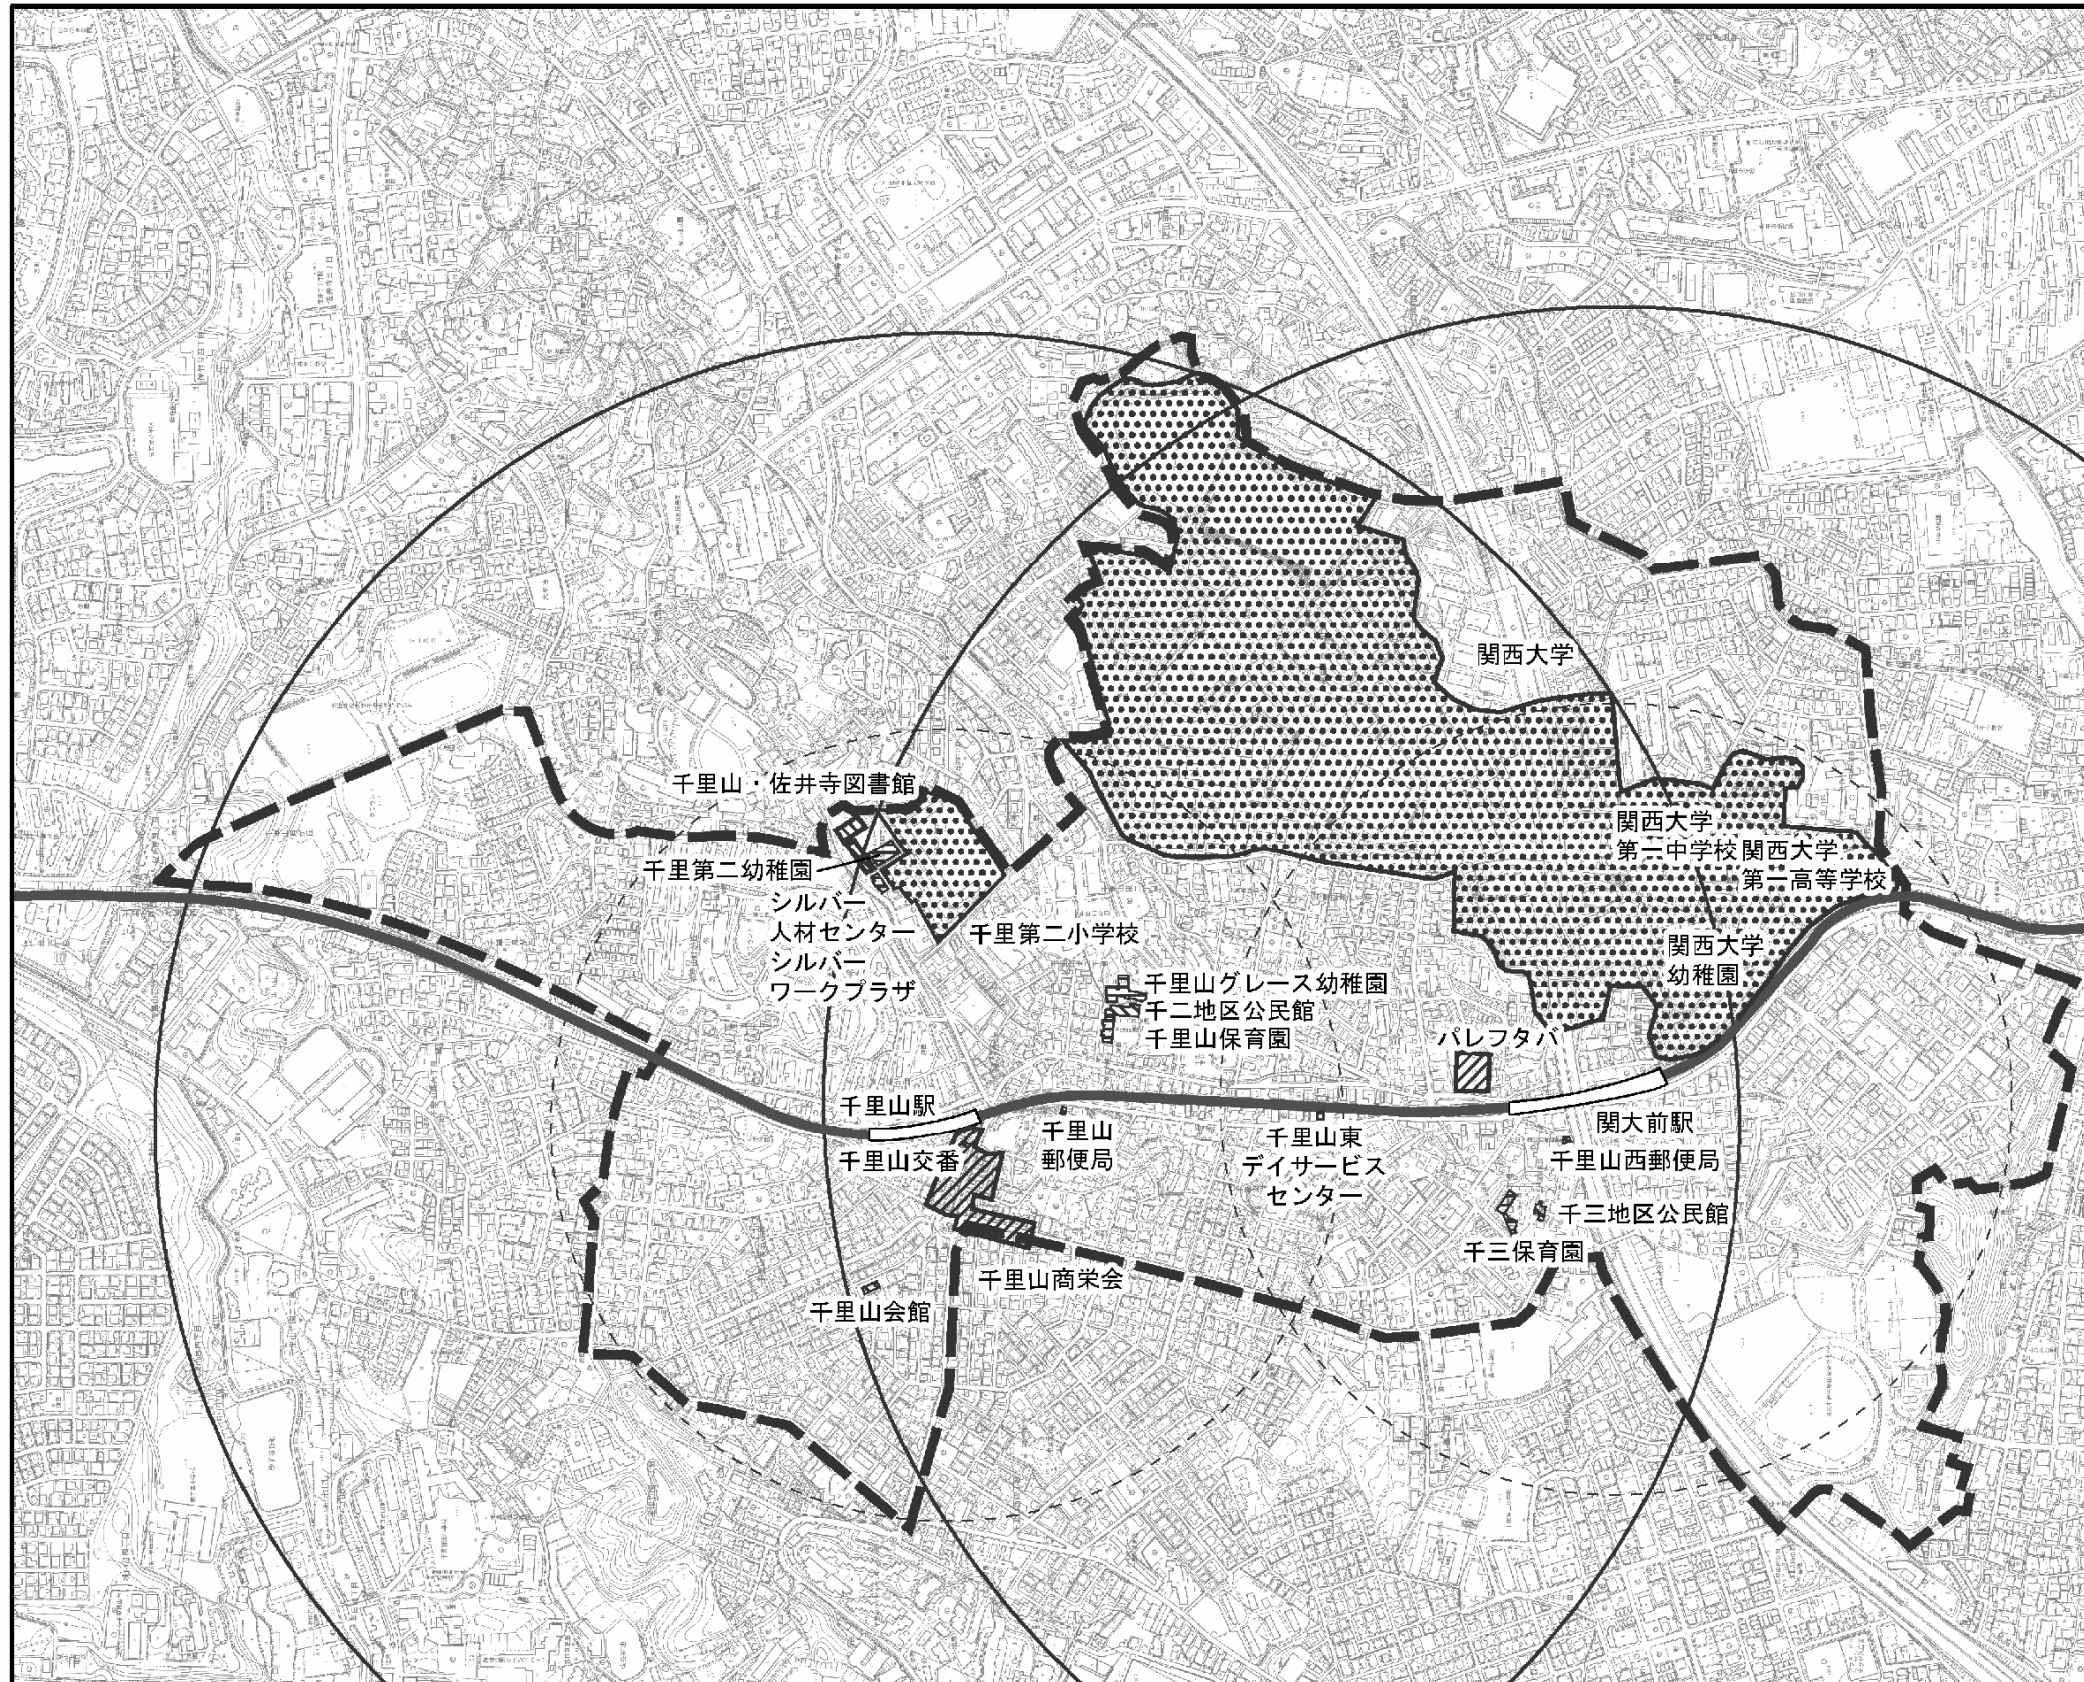 関西大学
千里山・佐井寺図書館
関西大学
第一中学校
関西大学
第一高等学校
千里第二幼稚園
シルバー
人材センター
シルバー
ワークプラザ
千里第二小学校
関西大学
幼稚園
千里山グレース幼稚園
千二地区公民館
千里山保育園
パレフタバ
千里山駅
千里山交番
千里山
郵便局
千里山東
デイサービス
センター
関大前駅
千里山西郵便局
千三地区公民館
千三保育園
千里山商栄会
千里山会館